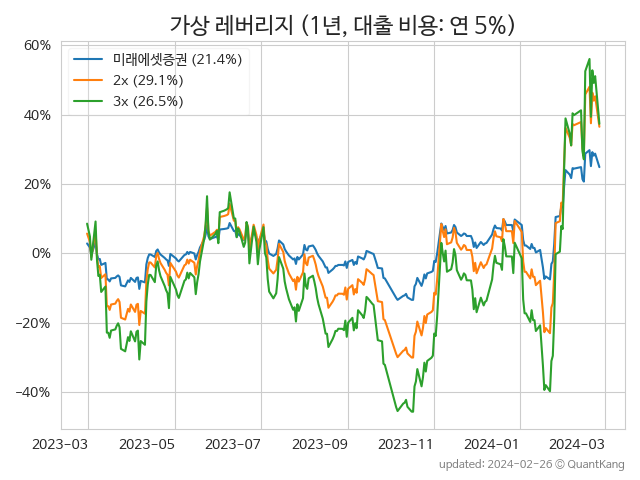 가상 레버리지 (1년, 대출 비용: 연 5%)
미래에셋증권 (21.4%)
2x (29.1%)
3x (26.5%)
60%
40%
20%
0%
−20%
−40%
2023-03 2023-05 2023-07 2023-09 2023-11 2024-01 2024-03
updated: 2024-02-26 © QuantKang